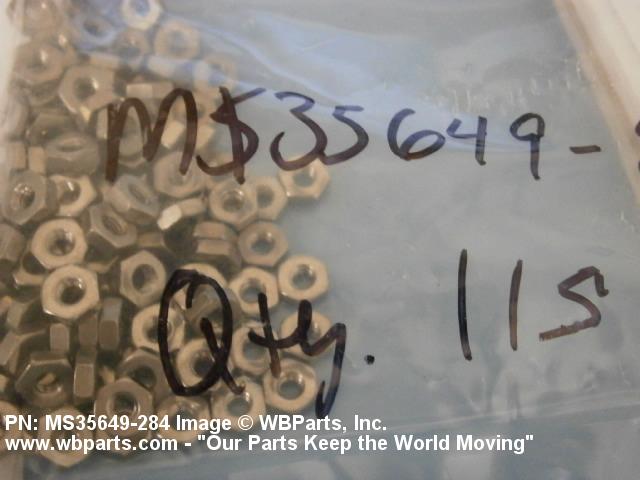 MS35649-
Qty. 115
PN: MS35649-284 Image © WBParts, Inc.
www.wbparts.com - "Our Parts Keep the World Moving"